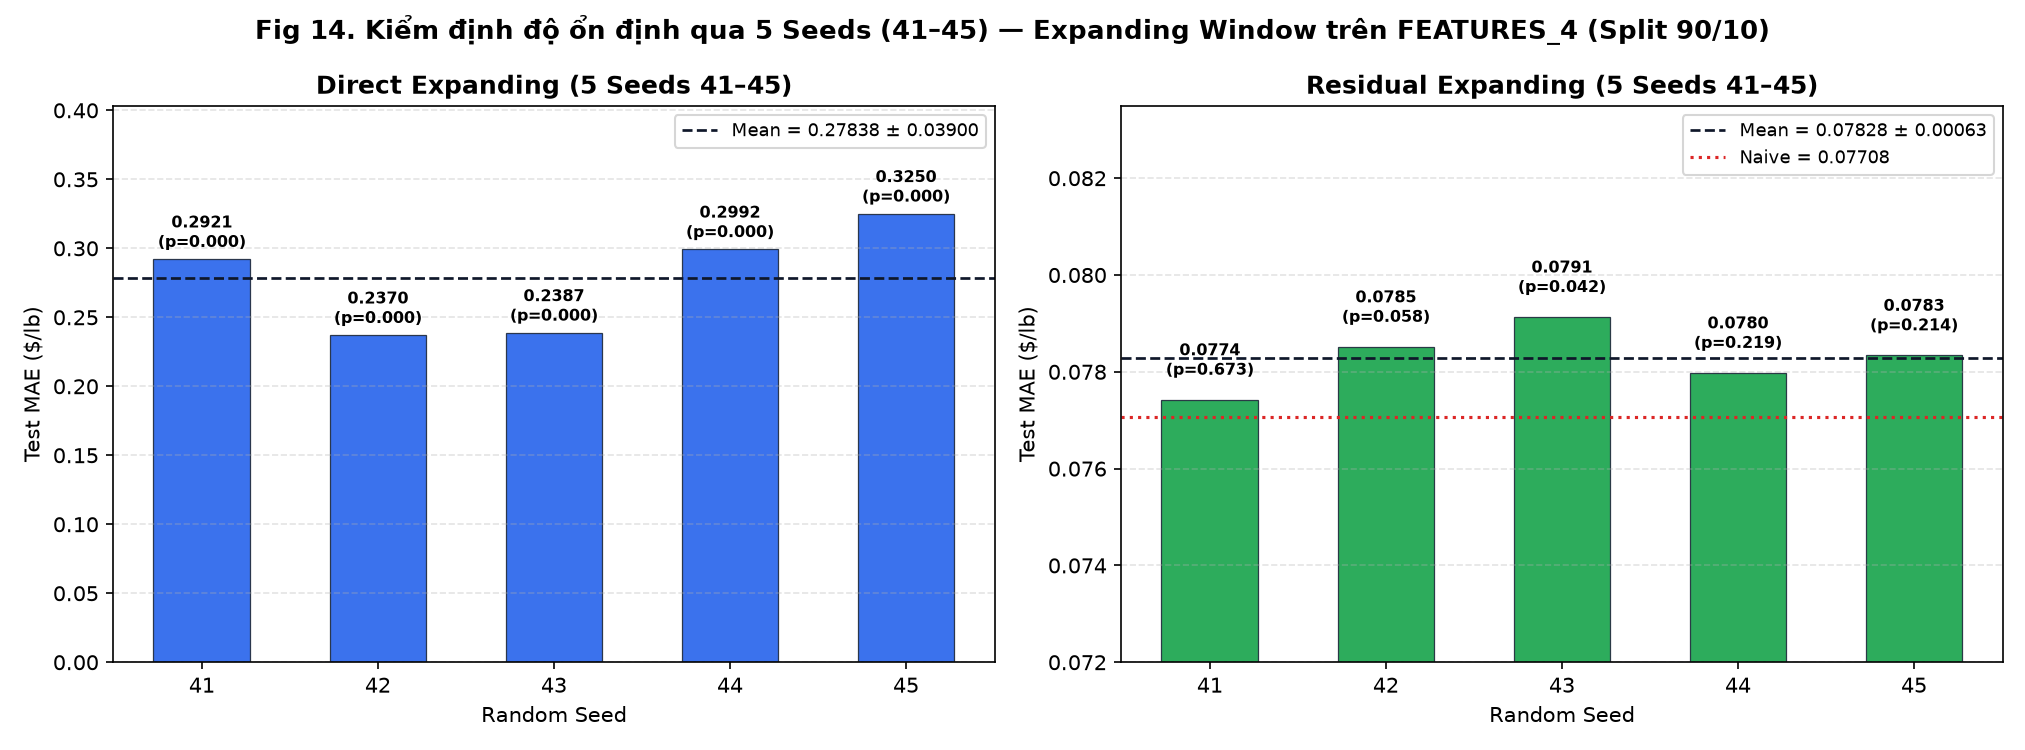 Fig 14. Kiểm định độ ổn định qua 5 Seeds (41–45) — Expanding Window trên FEATURES_4 (Split 90/10)
Direct Expanding (5 Seeds 41–45)
Mean = 0.27838 ± 0.03900
Test MAE ($/lb)
0.40
0.35
0.30
0.25
0.20
0.15
0.10
0.05
0.00
0.2921
(p=0.000)
0.2370
(p=0.000)
0.2387
(p=0.000)
0.2992
(p=0.000)
0.3250
(p=0.000)
41 42 43 44 45
Random Seed
Residual Expanding (5 Seeds 41–45)
Mean = 0.07828 ± 0.00063
Naive = 0.07708
Test MAE ($/lb)
0.082
0.080
0.078
0.076
0.074
0.072
0.0774
(p=0.673)
0.0785
(p=0.058)
0.0791
(p=0.042)
0.0780
(p=0.219)
0.0783
(p=0.214)
41 42 43 44 45
Random Seed